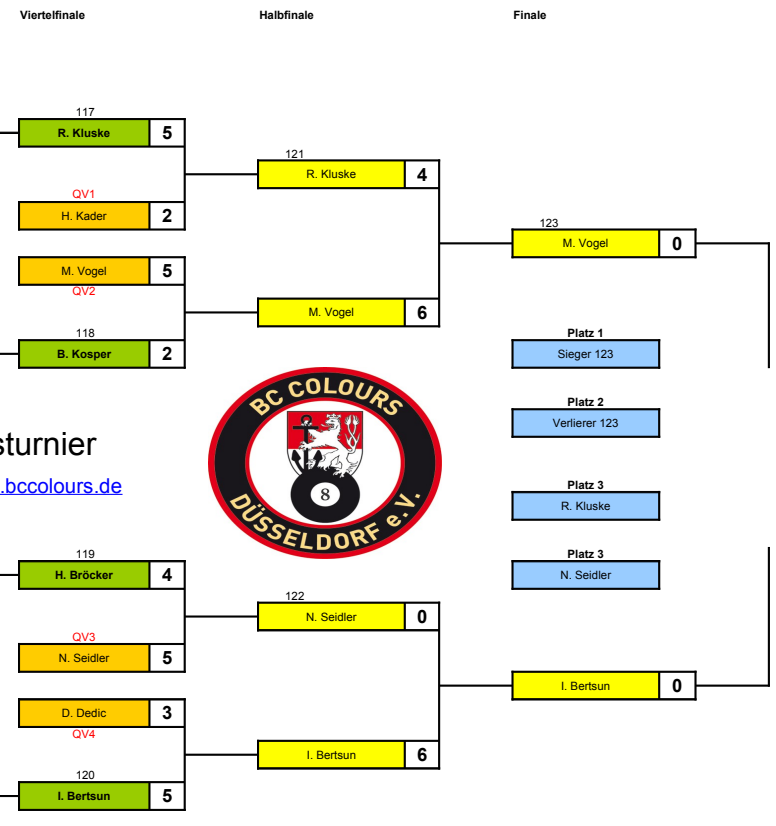 Viertelfinale Halbfinale Finale
117
R. Kluske 5
121
R. Kluske 4
QV1
H. Kader 2
123
M. Vogel 0
M. Vogel 5
QV2
M. Vogel 6
118
B. Kosper 2
Platz 1
Sieger 123
Platz 2
Verlierer 123
BC COLOURS
8
DÜSSELDORF e.V.
sturnier
.bccolours.de
Platz 3
R. Kluske
Platz 3
N. Seidler
119
H. Bröcker 4
122
N. Seidler 0
QV3
N. Seidler 5
I. Bertsun 0
D. Dedic 3
QV4
I. Bertsun 6
120
I. Bertsun 5